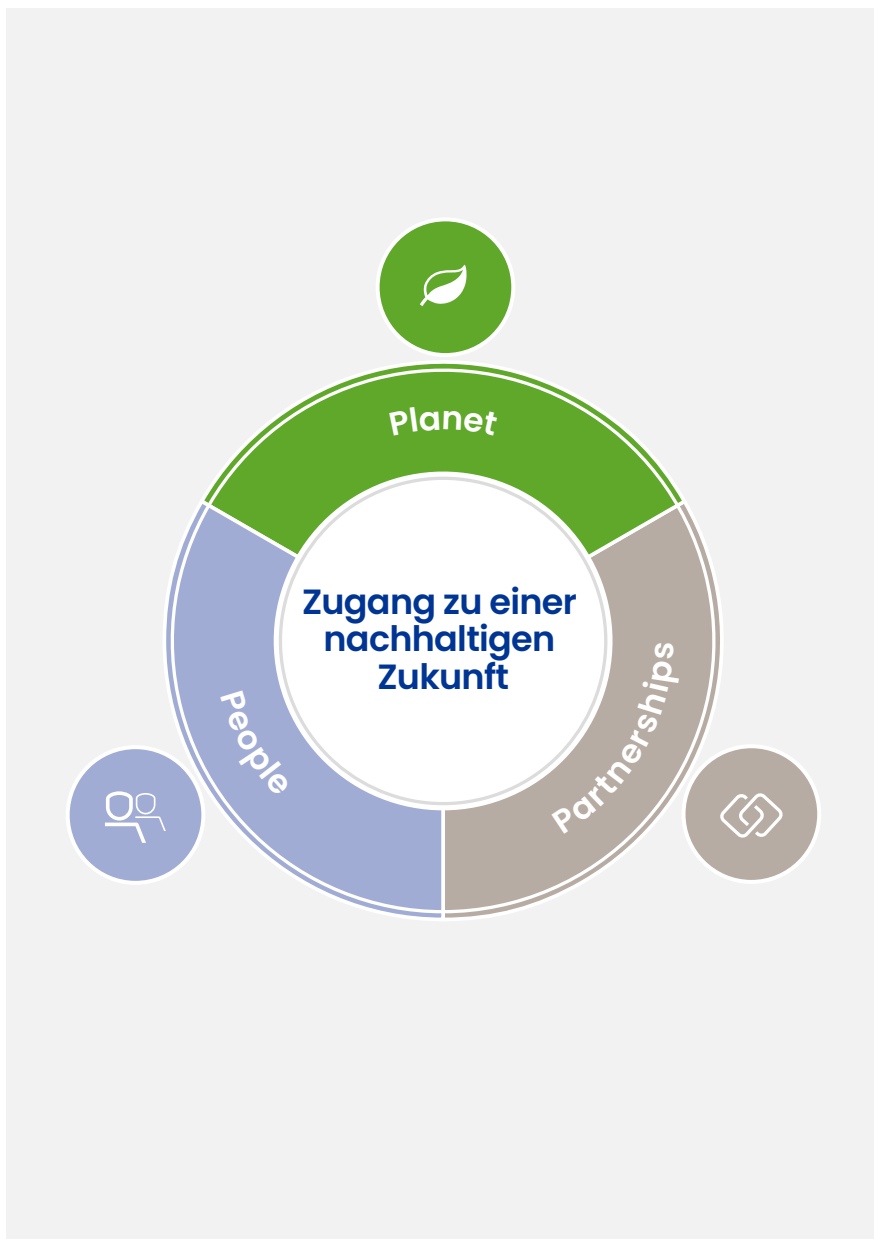 Planet
Zugang zu einer
nachhaltigen
Zukunft
People
Partnerships